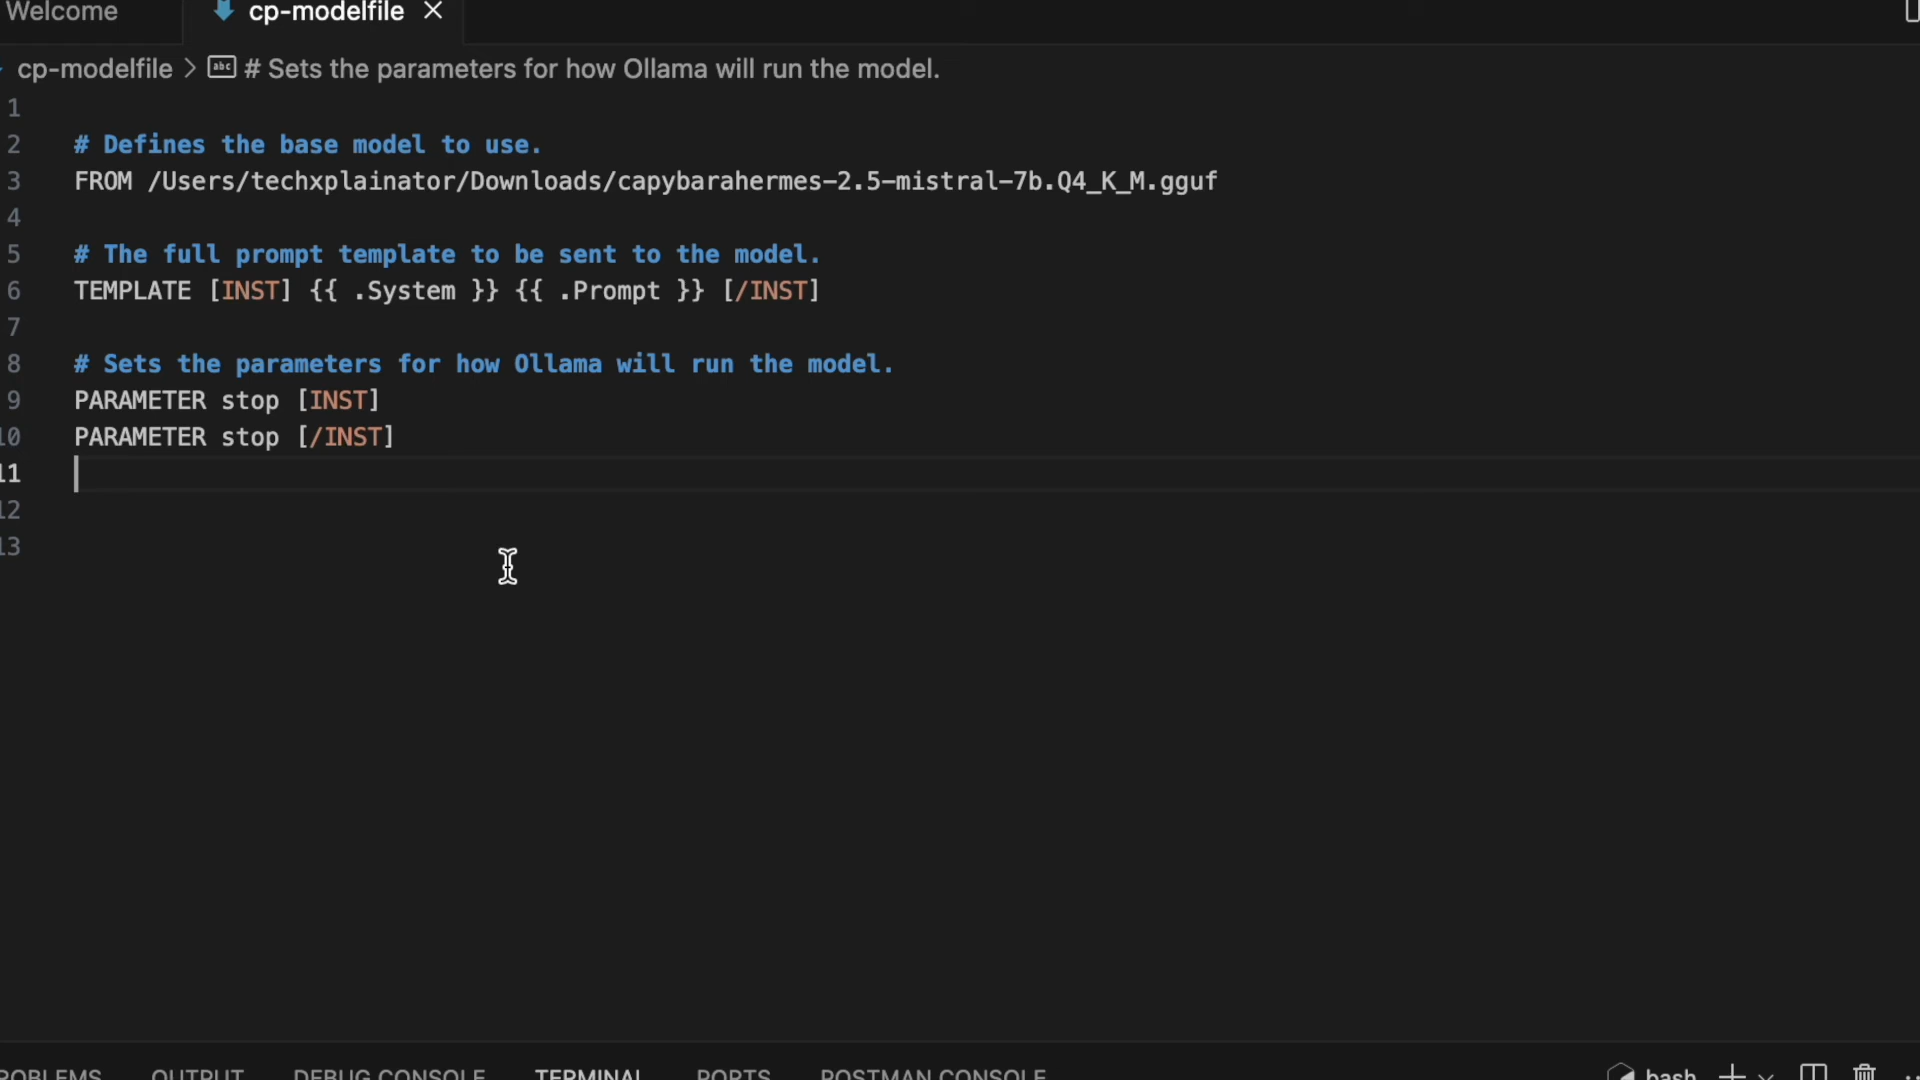 Welcome
cp-modelfile
cp-modelfile > abc # Sets the parameters for how Ollama will run the model.
1
2 # Defines the base model to use.
3 FROM /Users/techxplainator/Downloads/capybarahermes-2.5-mistral-7b.Q4_K_M.gguf
4
5 # The full prompt template to be sent to the model.
6 TEMPLATE [INST] {{ .System }} {{ .Prompt }} [/INST]
7
8 # Sets the parameters for how Ollama will run the model.
9 PARAMETER stop [INST]
10 PARAMETER stop [/INST]
11
12
13
PROBLEMS OUTPUT DEBUG CONSOLE TERMINAL PORTS POSTMAN CONSOLE bash